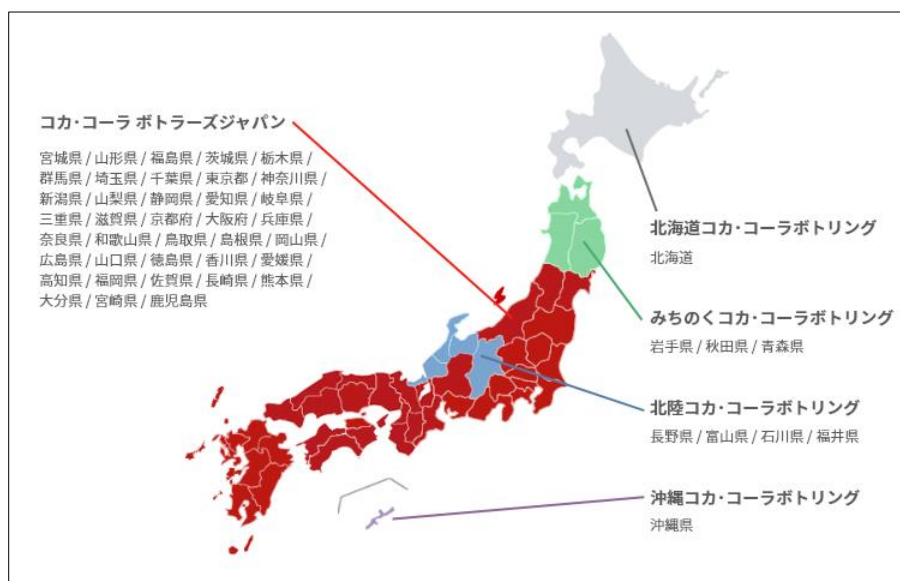 コカ･コーラ ボトラーズジャパン
宮城県 / 山形県 / 福島県 / 茨城県 / 栃木県 /
群馬県 / 埼玉県 / 千葉県 / 東京都 / 神奈川県 /
新潟県 / 山梨県 / 静岡県 / 愛知県 / 岐阜県 /
三重県 / 滋賀県 / 京都府 / 大阪府 / 兵庫県 /
奈良県 / 和歌山県 / 鳥取県 / 島根県 / 岡山県 /
広島県 / 山口県 / 徳島県 / 香川県 / 愛媛県 /
高知県 / 福岡県 / 佐賀県 / 長崎県 / 熊本県 /
大分県 / 宮崎県 / 鹿児島県
北海道コカ･コーラボトリング
北海道
みちのくコカ･コーラボトリング
岩手県 / 秋田県 / 青森県
北陸コカ･コーラボトリング
長野県 / 富山県 / 石川県 / 福井県
沖縄コカ･コーラボトリング
沖縄県